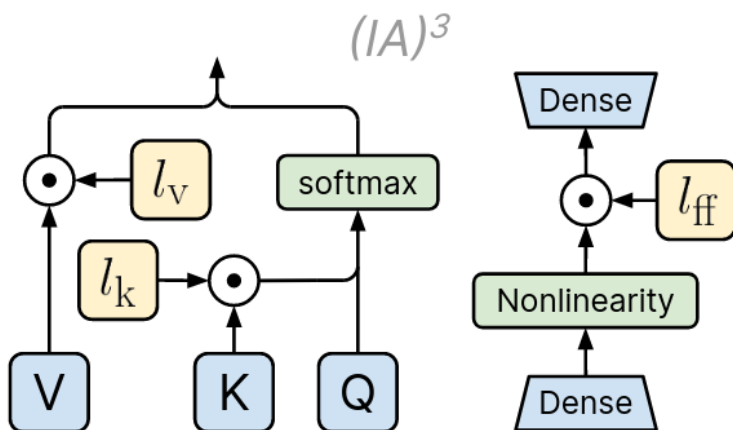 (IA)³
Dense
l_v
softmax
l_ff
l_k
Nonlinearity
V
K
Q
Dense